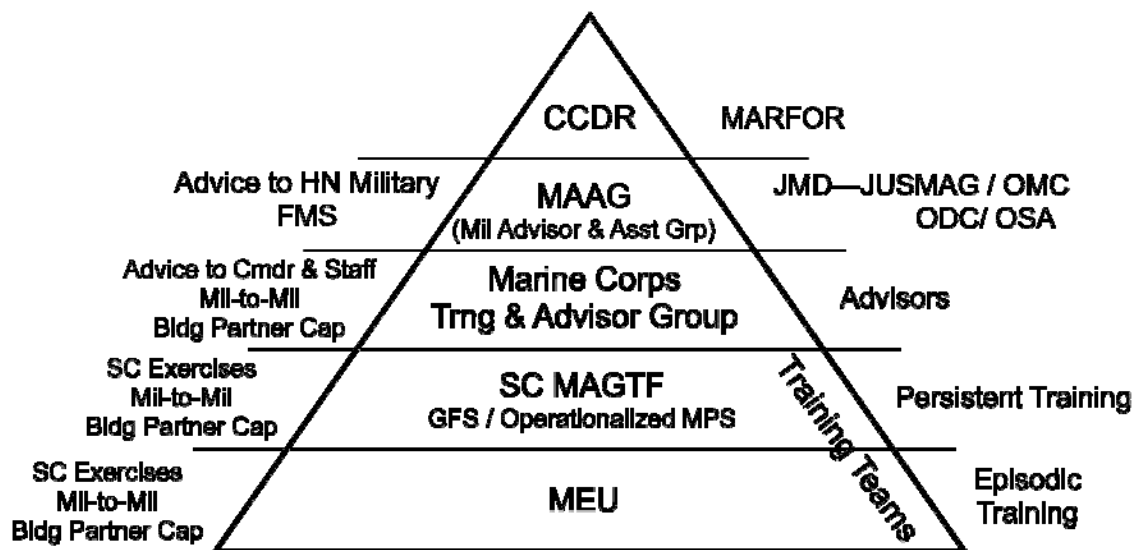 CCDR
MARFOR
Advice to HN Military
FMS
MAAG
(Mil Advisor & Asst Grp)
JMD—JUSMAG / OMC
ODC/ OSA
Advice to Cmdr & Staff
Mil-to-Mil
Bldg Partner Cap
Marine Corps
Trng & Advisor Group
Advisors
SC Exercises
Mil-to-Mil
Bldg Partner Cap
SC MAGTF
GFS / Operationalized MPS
Training Teams
Persistent Training
SC Exercises
Mil-to-Mil
Bldg Partner Cap
MEU
Episodic
Training